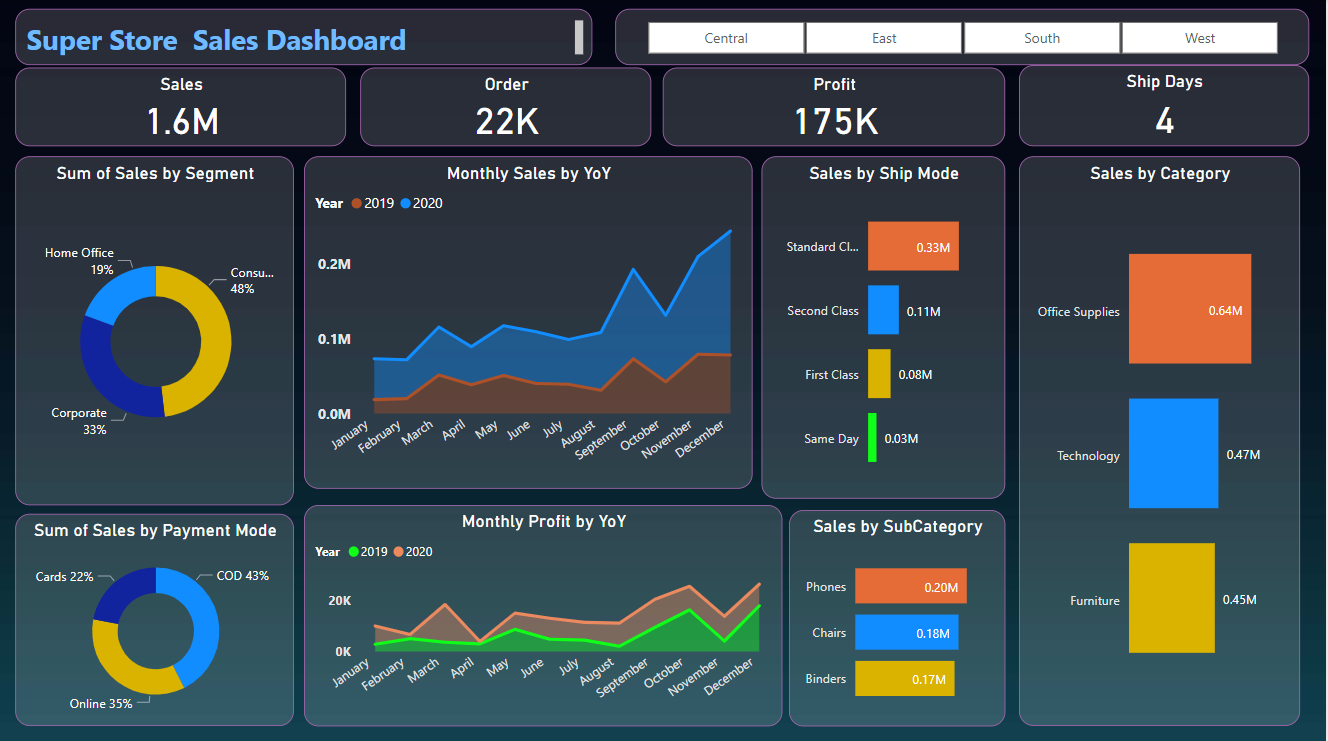 Super Store  Sales Dashboard
Central East South West
Sales
1.6M
Order
22K
Profit
175K
Ship Days
4
Sum of Sales by Segment
Home Office
19%
Consu...
48%
Corporate
33%
Monthly Sales by YoY
Year 2019 2020
0.2M
0.1M
0.0M
January February March April May June July August September October November December
Sales by Ship Mode
Standard Cl... 0.33M
Second Class 0.11M
First Class 0.08M
Same Day 0.03M
Sales by Category
Office Supplies 0.64M
Technology 0.47M
Furniture 0.45M
Sum of Sales by Payment Mode
Cards 22%
COD 43%
Online 35%
Monthly Profit by YoY
Year 2019 2020
20K
0K
January February March April May June July August September October November December
Sales by SubCategory
Phones 0.20M
Chairs 0.18M
Binders 0.17M